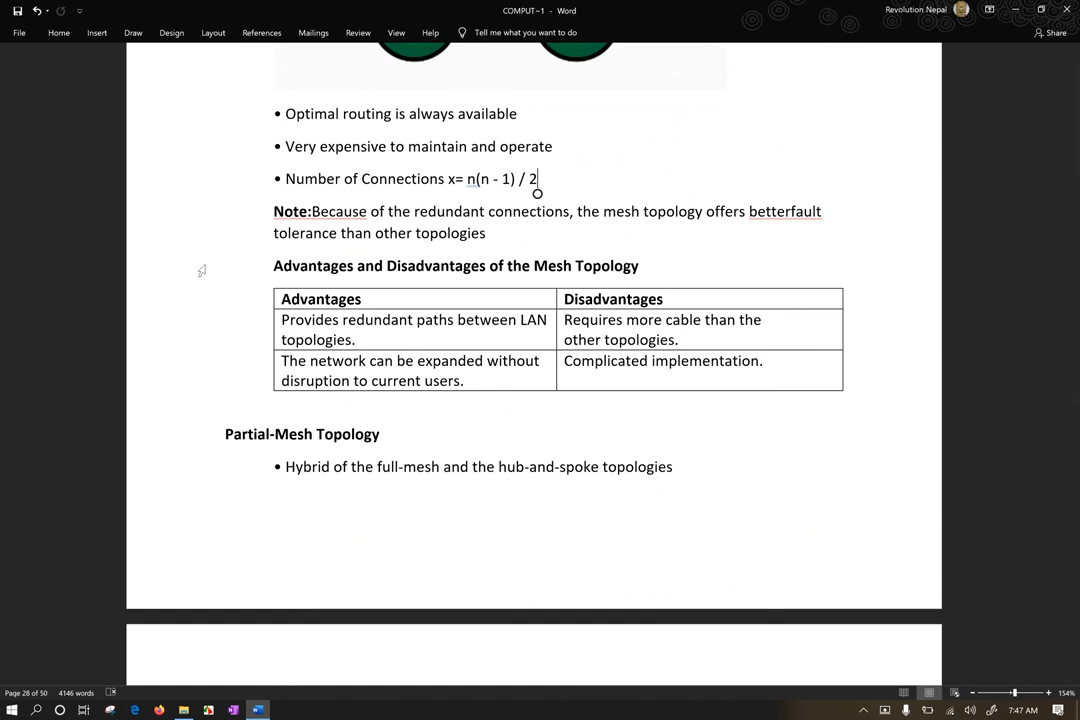 COMPUT~1 - Word
Revolution Nepal
File Home Insert Draw Design Layout References Mailings Review View Help Tell me what you want to do Share
• Optimal routing is always available
• Very expensive to maintain and operate
• Number of Connections x= n(n - 1) / 2
Note:Because of the redundant connections, the mesh topology offers betterfault
tolerance than other topologies
Advantages and Disadvantages of the Mesh Topology
Advantages Disadvantages
Provides redundant paths between LAN
topologies.
Requires more cable than the
other topologies.
The network can be expanded without
disruption to current users.
Complicated implementation.
Partial-Mesh Topology
• Hybrid of the full-mesh and the hub-and-spoke topologies
Page 28 of 50 4146 words 154%
7:47 AM